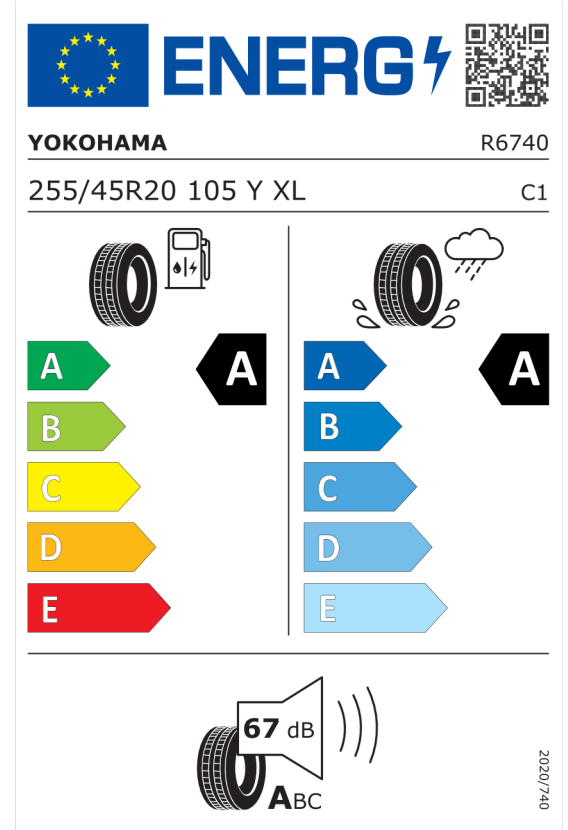 ENERG
YOKOHAMA R6740
255/45R20 105 Y XL C1
A A
A A
B B
C C
D D
E E
67 dB
ABC
2020/740